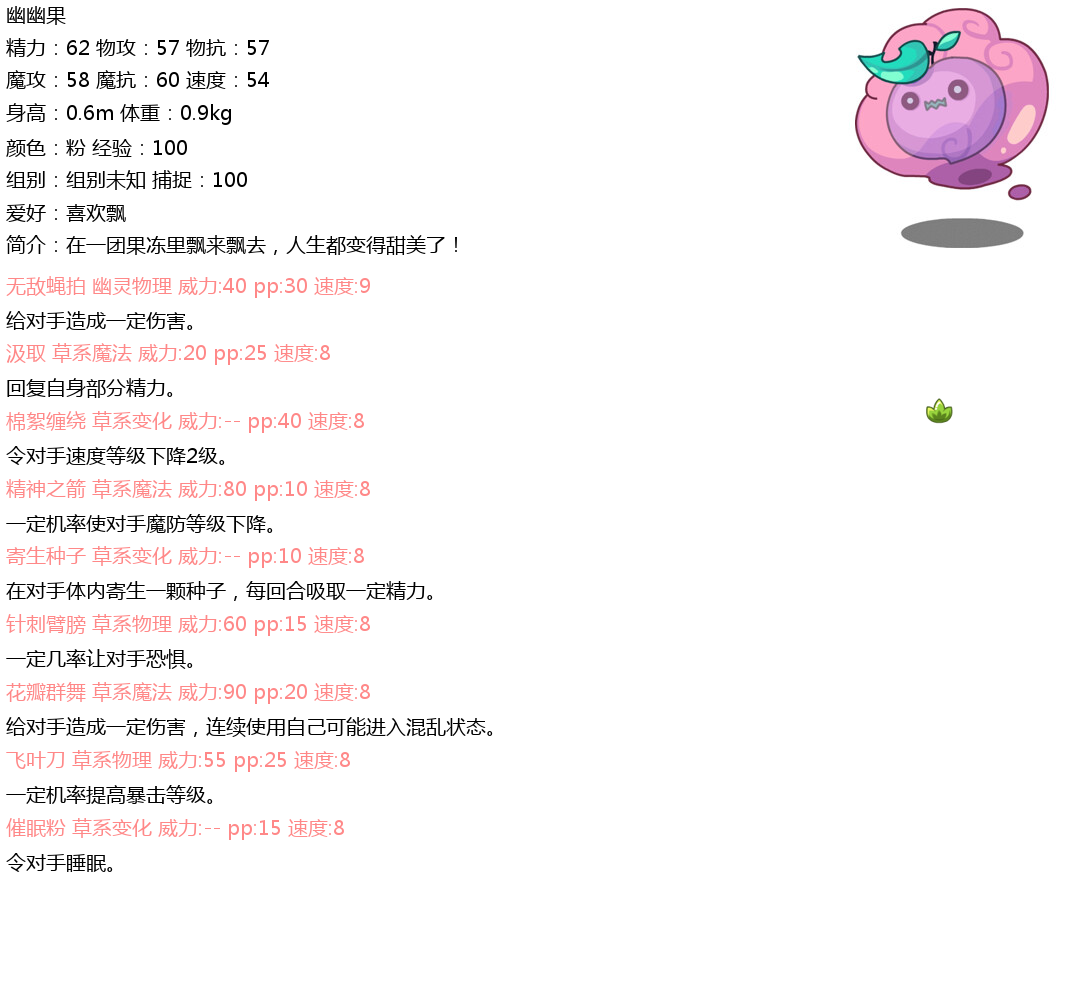 幽幽果
精力：62 物攻：57 物抗：57
魔攻：58 魔抗：60 速度：54
身高：0.6m 体重：0.9kg
颜色：粉 经验：100
组别：组别未知 捕捉：100
爱好：喜欢飘
简介：在一团果冻里飘来飘去，人生都变得甜美了！
无敌蝇拍 幽灵物理 威力:40 pp:30 速度:9
给对手造成一定伤害。
汲取 草系魔法 威力:20 pp:25 速度:8
回复自身部分精力。
棉絮缠绕 草系变化 威力:-- pp:40 速度:8
令对手速度等级下降2级。
精神之箭 草系魔法 威力:80 pp:10 速度:8
一定机率使对手魔防等级下降。
寄生种子 草系变化 威力:-- pp:10 速度:8
在对手体内寄生一颗种子，每回合吸取一定精力。
针刺臂膀 草系物理 威力:60 pp:15 速度:8
一定几率让对手恐惧。
花瓣群舞 草系魔法 威力:90 pp:20 速度:8
给对手造成一定伤害，连续使用自己可能进入混乱状态。
飞叶刀 草系物理 威力:55 pp:25 速度:8
一定机率提高暴击等级。
催眠粉 草系变化 威力:-- pp:15 速度:8
令对手睡眠。